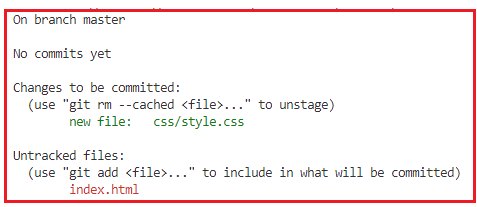 On branch master
No commits yet
Changes to be committed:
(use "git rm --cached <file>..." to unstage)
new file: css/style.css
Untracked files:
(use "git add <file>..." to include in what will be committed)
index.html